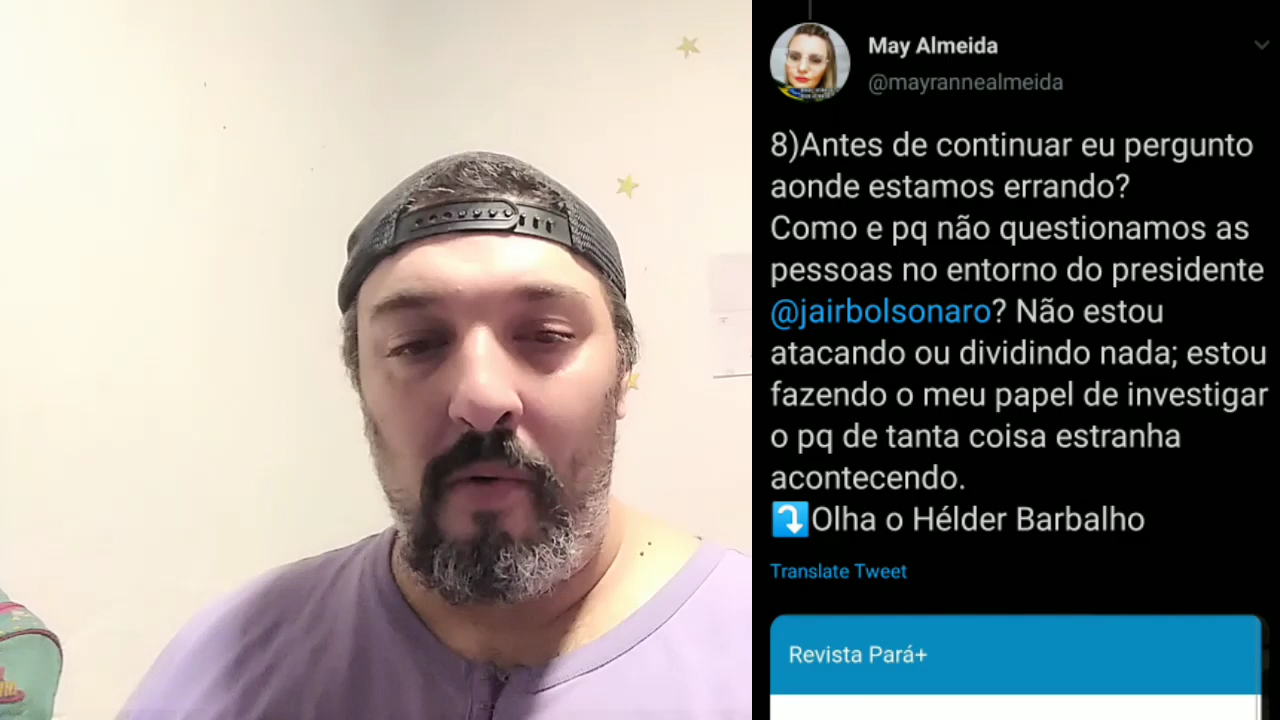 May Almeida
@mayrannealmeida
8)Antes de continuar eu pergunto
aonde estamos errando?
Como e pq não questionamos as
pessoas no entorno do presidente
@jairbolsonaro? Não estou
atacando ou dividindo nada; estou
fazendo o meu papel de investigar
o pq de tanta coisa estranha
acontecendo.
⤵️Olha o Hélder Barbalho
Translate Tweet
Revista Pará+